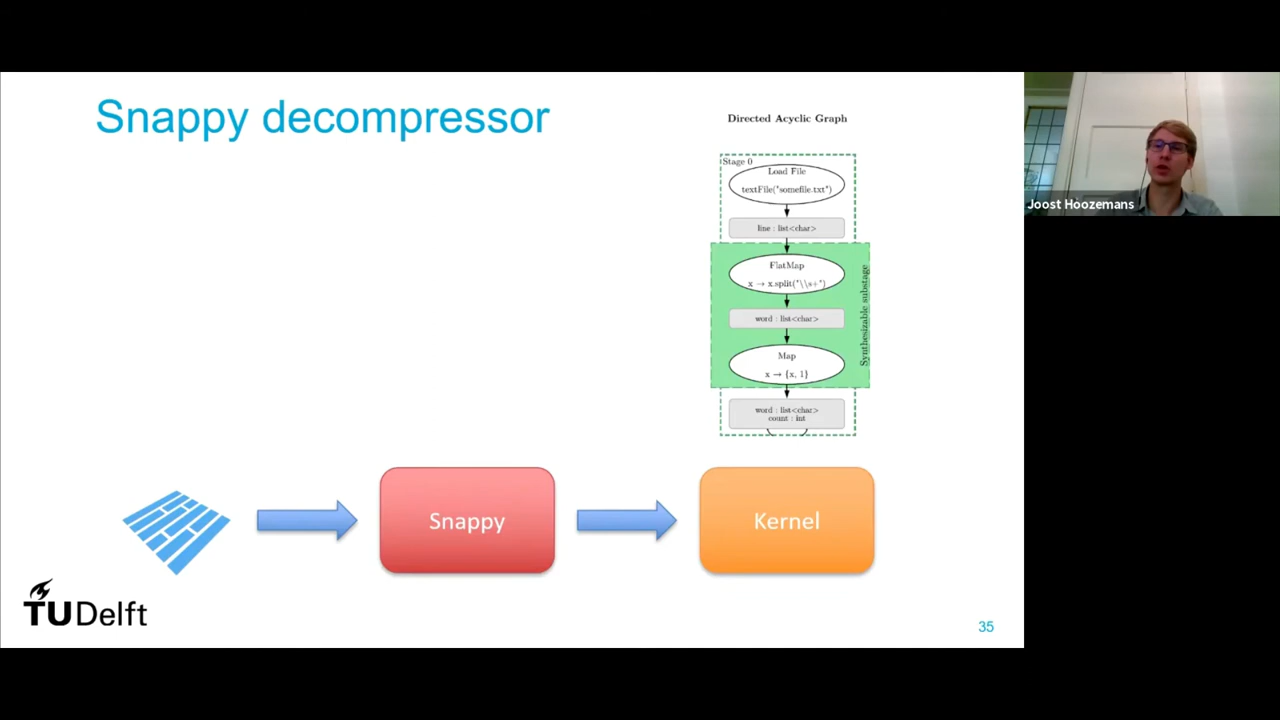 Snappy decompressor
Directed Acyclic Graph
Stage 0
Load File
textFile("somefile.txt")
line : list<char>
FlatMap
x → x.split("\\s+")
word : list<char>
Map
x → {x, 1}
Synthesizable substage
word : list<char>
count : int
Snappy
Kernel
TUDelft
35
Joost Hoozemans